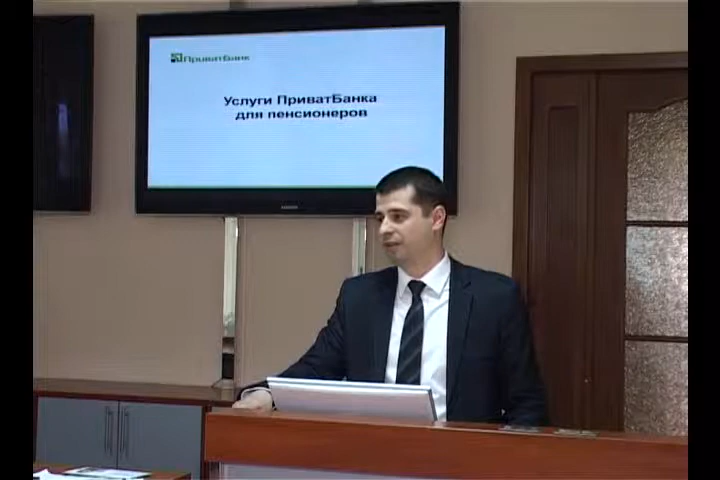 ПриватБанк
Услуги ПриватБанка
для пенсионеров